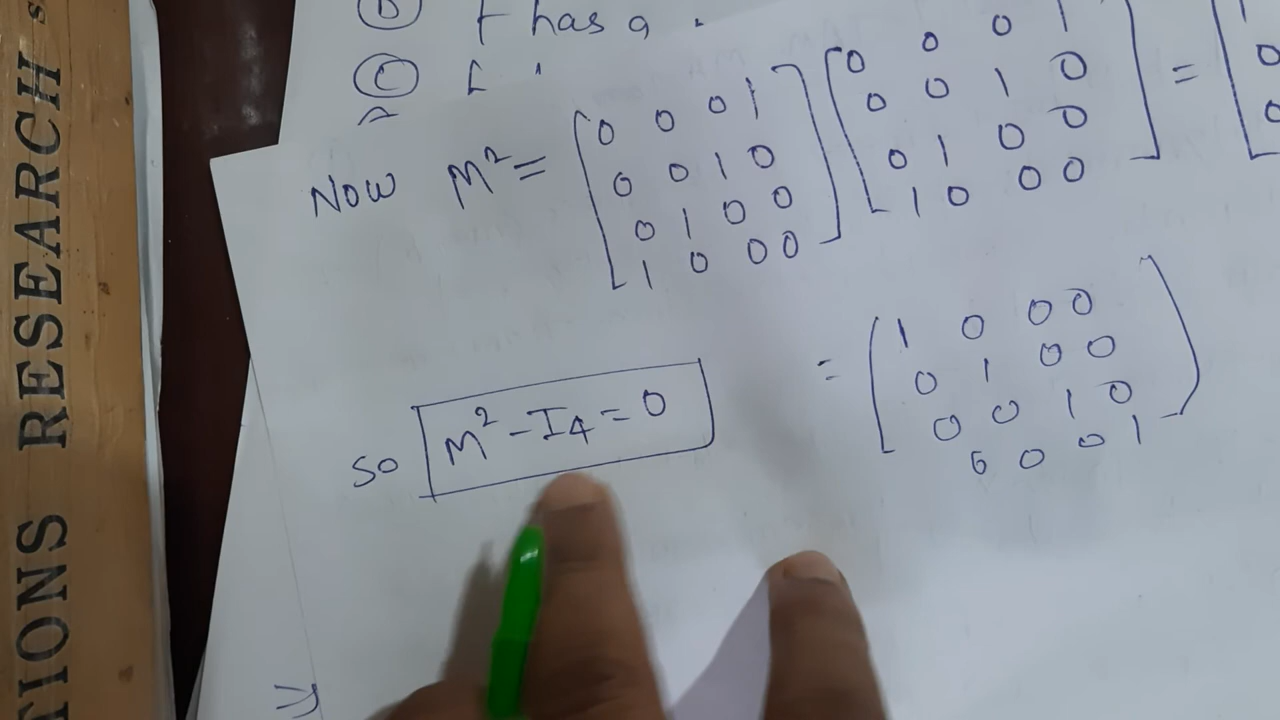 TIONS RESEARCH
(B) T has a
(C)
Now M² = [0 0 0 1] [0 0 0 1] =
[0 0 1 0] [0 0 1 0]
[0 1 0 0] [0 1 0 0]
[1 0 0 0] [1 0 0 0]
= (1 0 0 0)
(0 1 0 0)
(0 0 1 0)
(0 0 0 1)
so M² - I₄ = 0